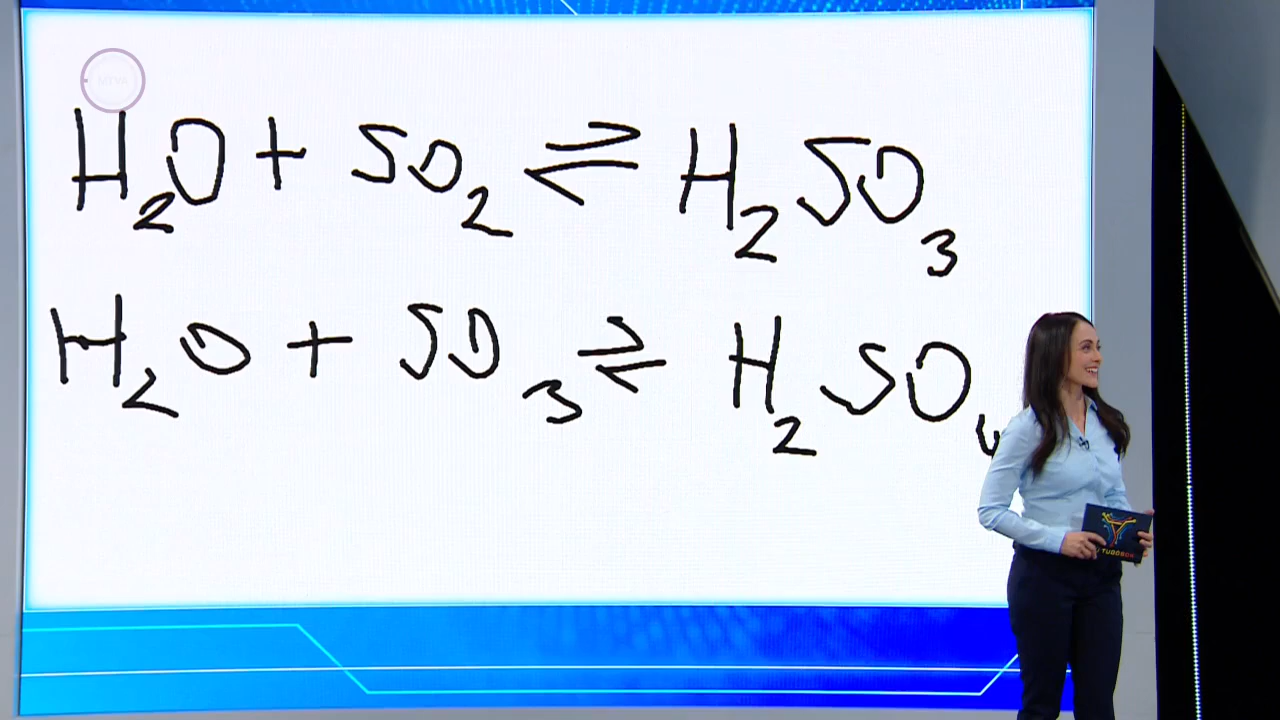 H₂O + SO₂ ⇌ H₂SO₃
H₂O + SO₃ ⇌ H₂SO₄